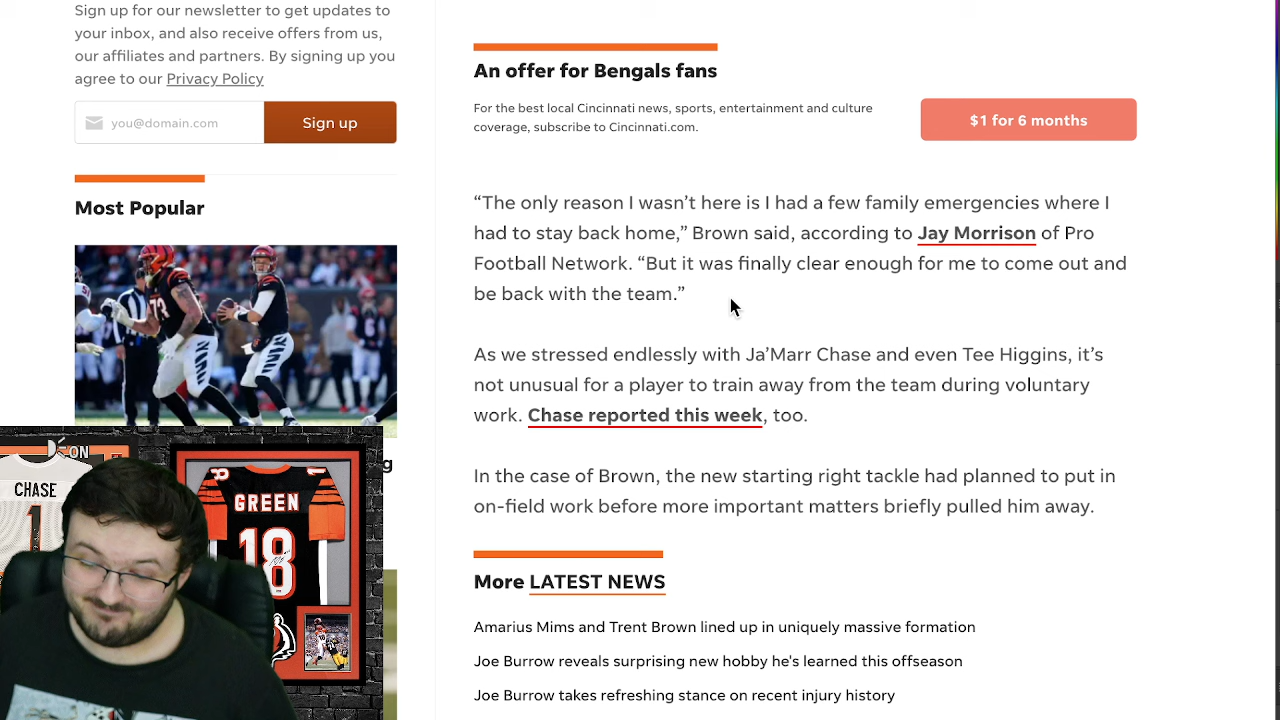 Sign up for our newsletter to get updates to
your inbox, and also receive offers from us,
our affiliates and partners. By signing up you
agree to our Privacy Policy
you@domain.com
Sign up
Most Popular
An offer for Bengals fans
For the best local Cincinnati news, sports, entertainment and culture
coverage, subscribe to Cincinnati.com.
$1 for 6 months
“The only reason I wasn’t here is I had a few family emergencies where I
had to stay back home,” Brown said, according to Jay Morrison of Pro
Football Network. “But it was finally clear enough for me to come out and
be back with the team.”
As we stressed endlessly with Ja’Marr Chase and even Tee Higgins, it’s
not unusual for a player to train away from the team during voluntary
work. Chase reported this week, too.
In the case of Brown, the new starting right tackle had planned to put in
on-field work before more important matters briefly pulled him away.
More LATEST NEWS
Amarius Mims and Trent Brown lined up in uniquely massive formation
Joe Burrow reveals surprising new hobby he's learned this offseason
Joe Burrow takes refreshing stance injury history
73
CHASE
1
GREEN
18